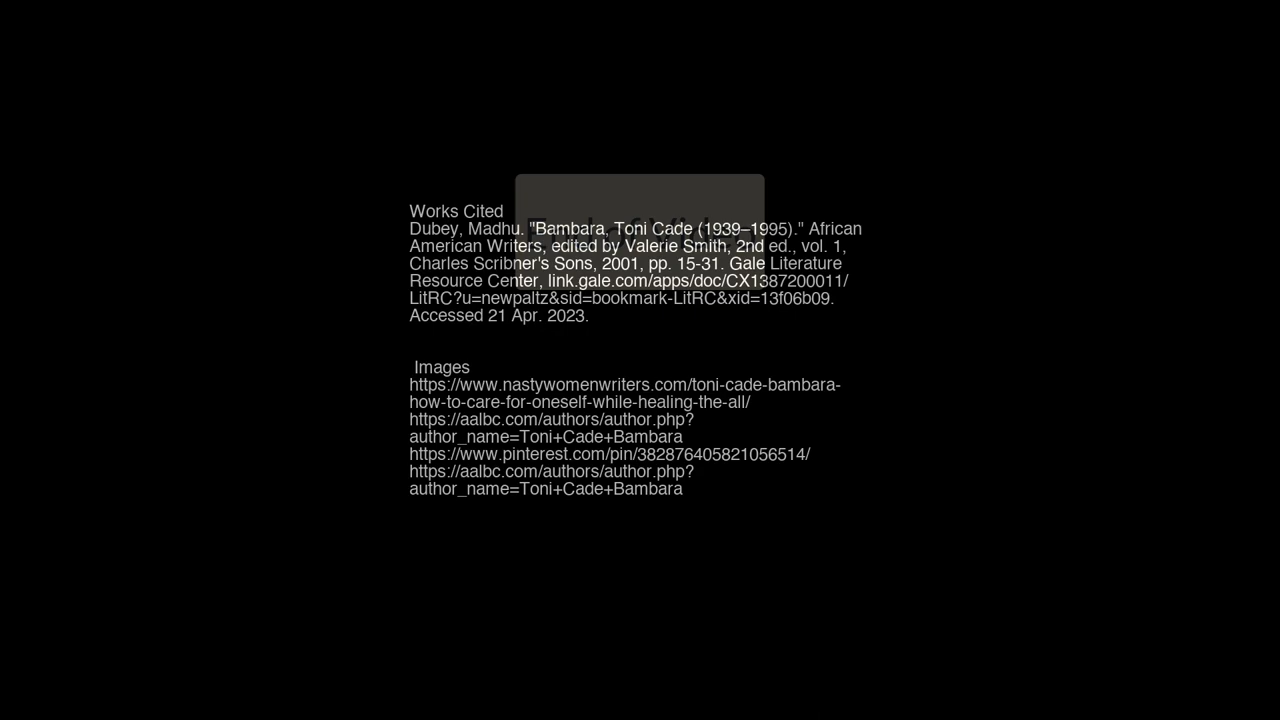 Works Cited
Dubey, Madhu. "Bambara, Toni Cade (1939–1995)." African
American Writers, edited by Valerie Smith, 2nd ed., vol. 1,
Charles Scribner's Sons, 2001, pp. 15-31. Gale Literature
Resource Center, link.gale.com/apps/doc/CX1387200011/
LitRC?u=newpaltz&sid=bookmark-LitRC&xid=13f06b09.
Accessed 21 Apr. 2023.
Images
https://www.nastywomenwriters.com/toni-cade-bambara-
how-to-care-for-oneself-while-healing-the-all/
https://aalbc.com/authors/author.php?
author_name=Toni+Cade+Bambara
https://www.pinterest.com/pin/382876405821056514/
https://aalbc.com/authors/author.php?
author_name=Toni+Cade+Bambara
End of Video